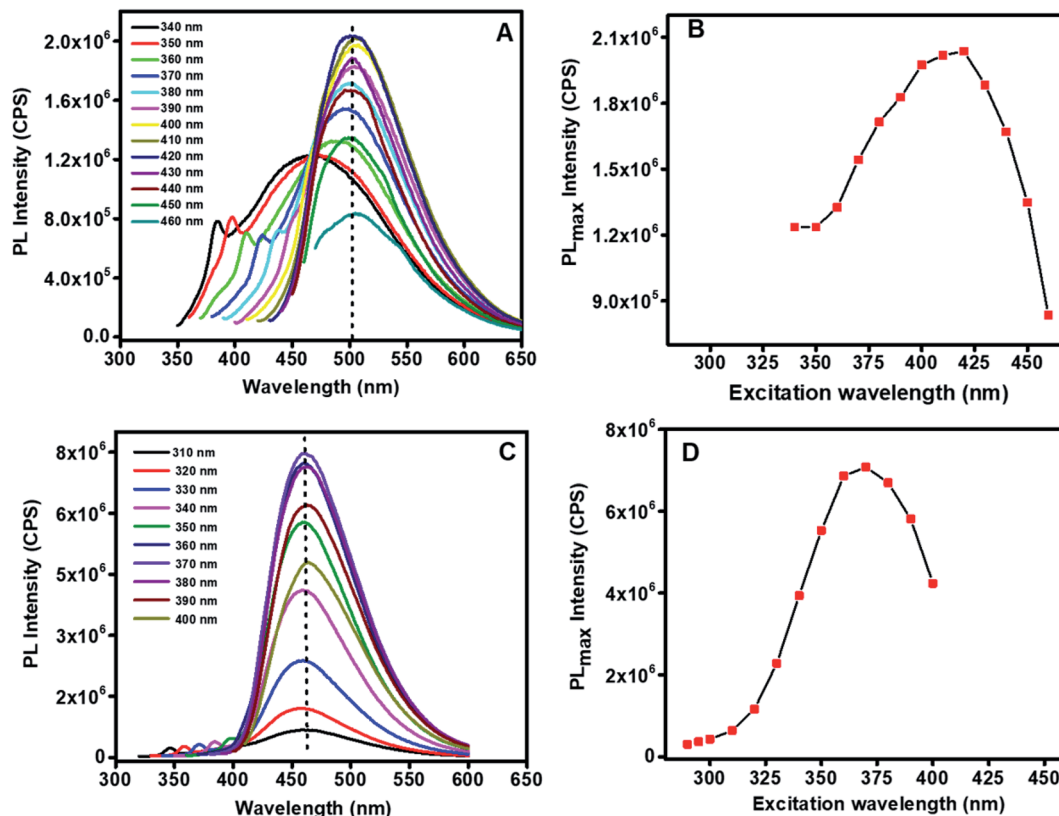 A
340 nm
350 nm
360 nm
370 nm
380 nm
390 nm
400 nm
410 nm
420 nm
430 nm
440 nm
450 nm
460 nm
PL Intensity (CPS)
2.0x10⁶
1.6x10⁶
1.2x10⁶
8.0x10⁵
4.0x10⁵
0.0
300 350 400 450 500 550 600 650
Wavelength (nm)
B
PLmax Intensity (CPS)
2.1x10⁶
1.8x10⁶
1.5x10⁶
1.2x10⁶
9.0x10⁵
300 325 350 375 400 425 450
Excitation wavelength (nm)
C
310 nm
320 nm
330 nm
340 nm
350 nm
360 nm
370 nm
380 nm
390 nm
400 nm
PL Intensity (CPS)
8x10⁶
6x10⁶
5x10⁶
3x10⁶
2x10⁶
0
300 350 400 450 500 550 600 650
Wavelength (nm)
D
PLmax Intensity (CPS)
8x10⁶
6x10⁶
4x10⁶
2x10⁶
0
300 325 350 375 400 425 450
Excitation wavelength (nm)